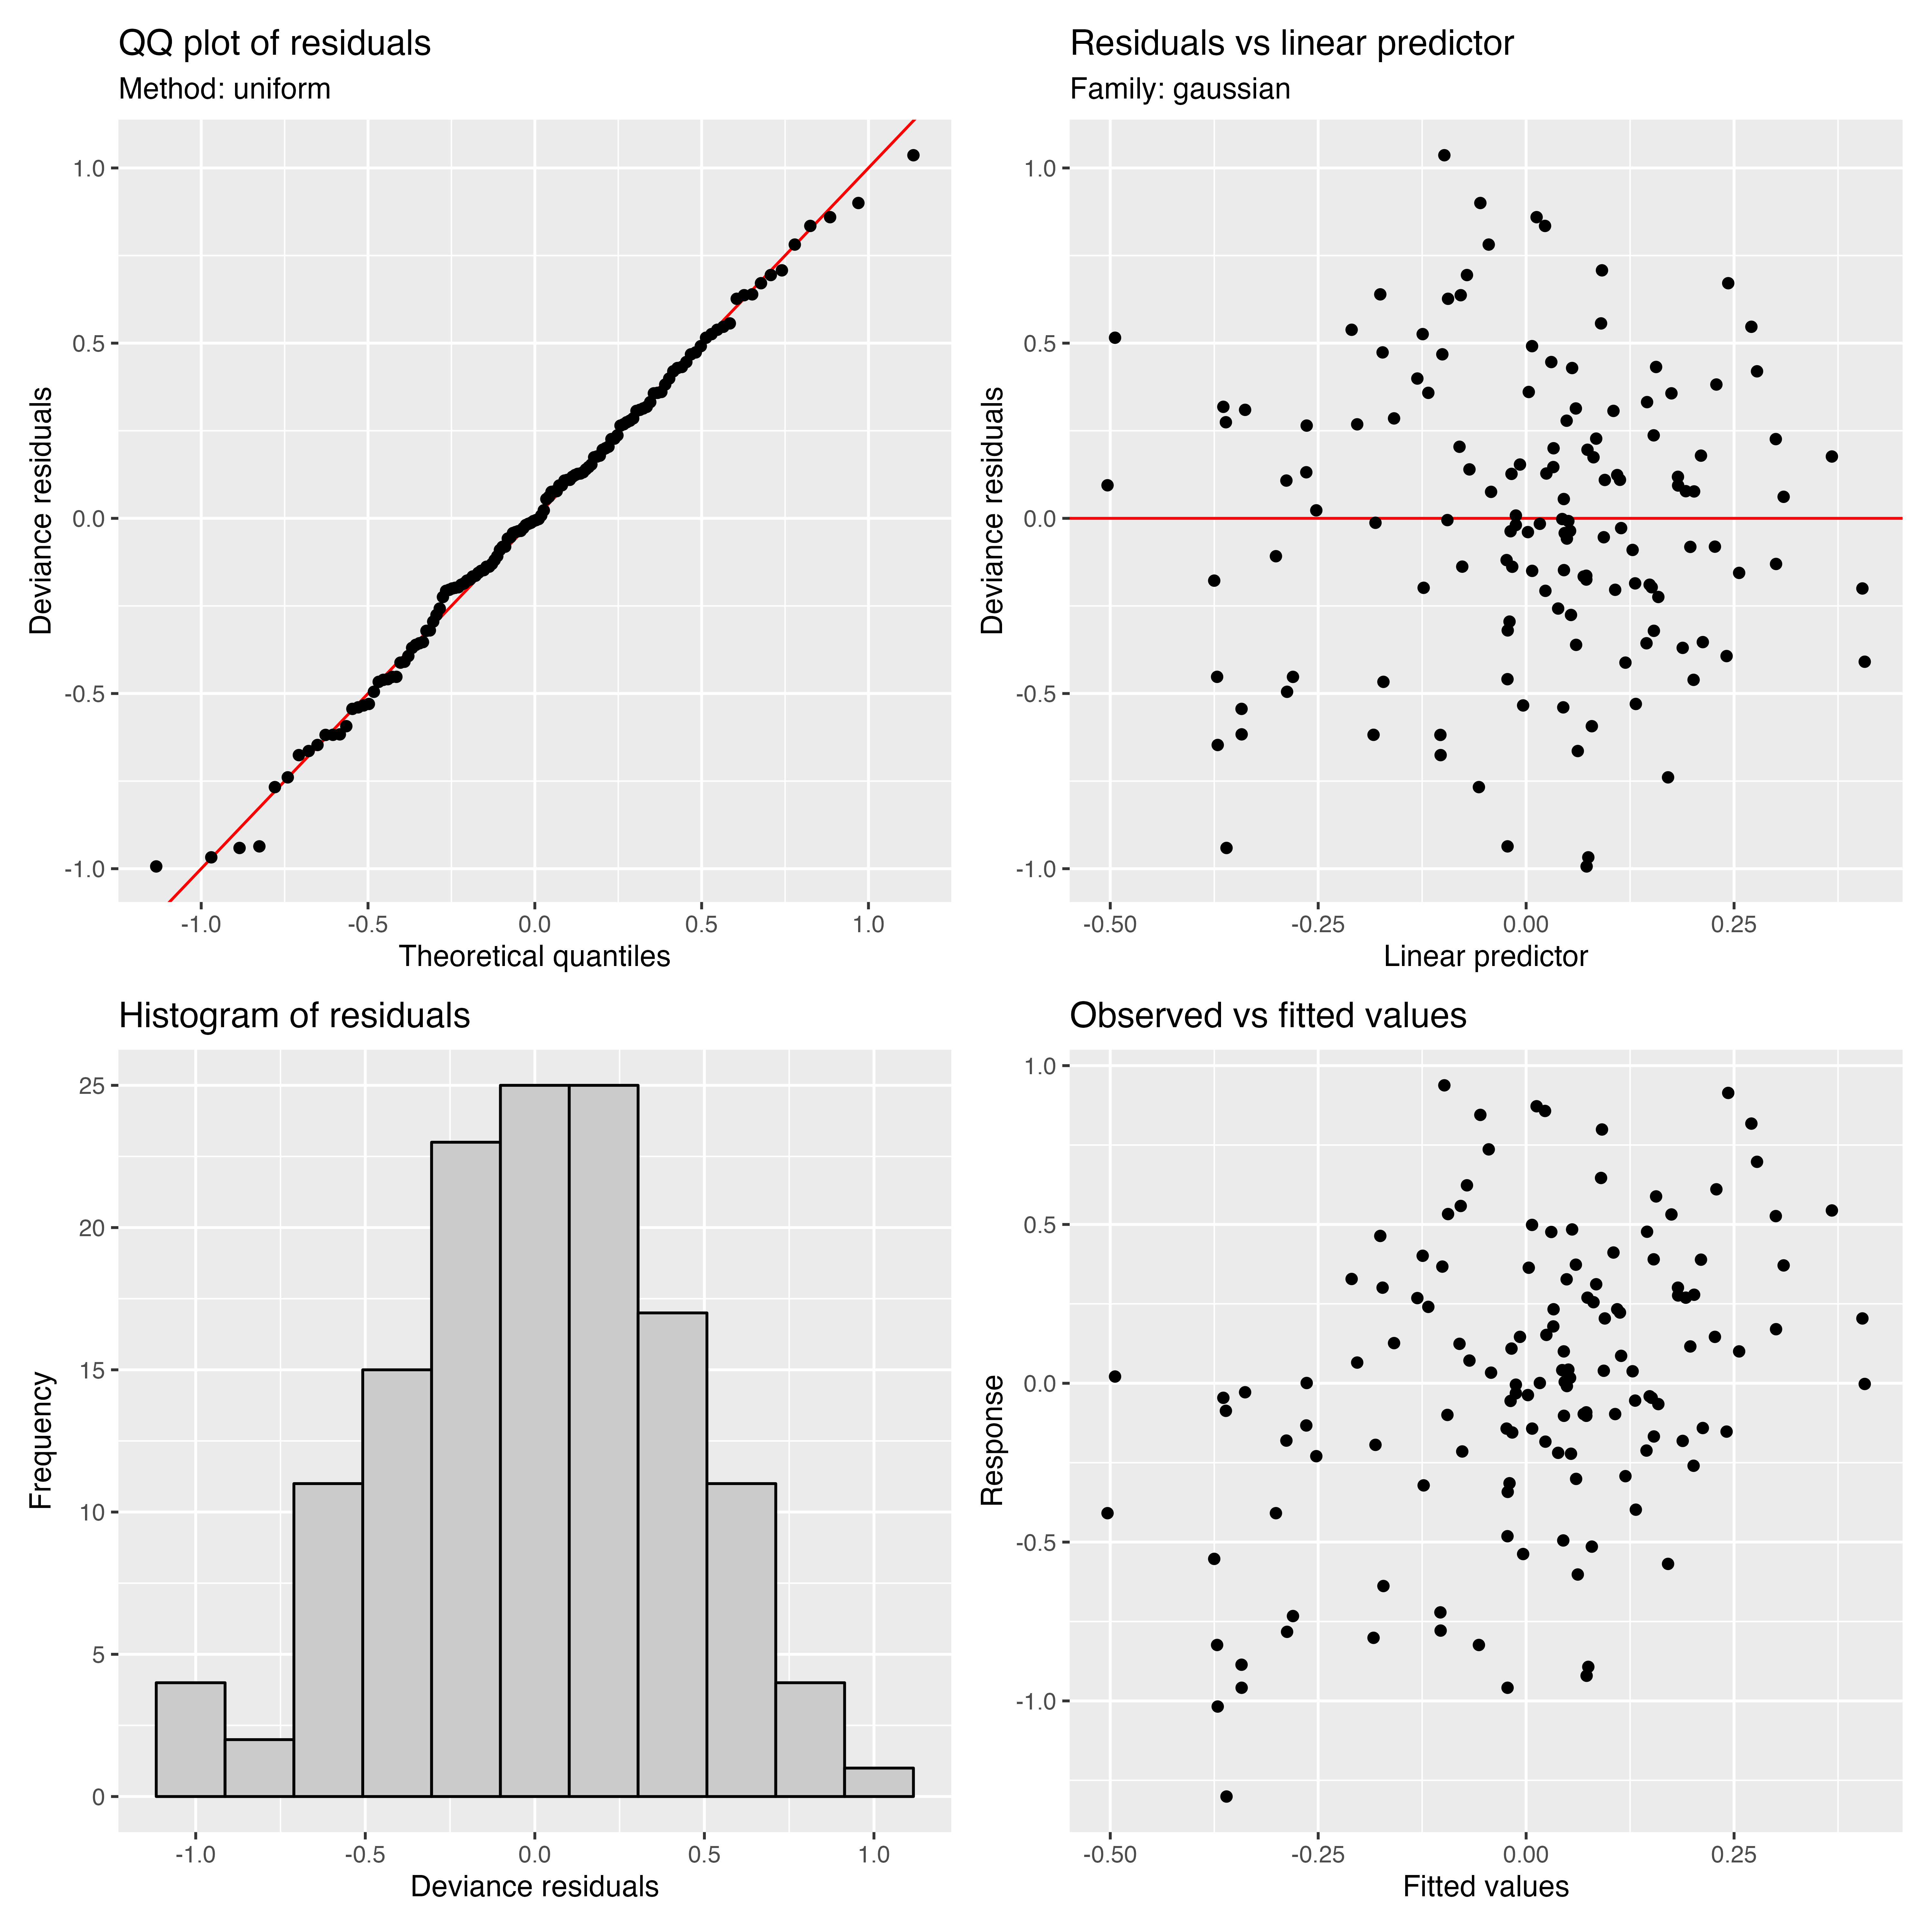 QQ plot of residuals
Method: uniform
1.0
0.5
0.0
-0.5
-1.0
Deviance residuals
-1.0 -0.5 0.0 0.5 1.0
Theoretical quantiles
Residuals vs linear predictor
Family: gaussian
1.0
0.5
0.0
-0.5
-1.0
Deviance residuals
-0.50 -0.25 0.00 0.25
Linear predictor
Histogram of residuals
25
20
15
10
5
0
Frequency
-1.0 -0.5 0.0 0.5 1.0
Deviance residuals
Observed vs fitted values
1.0
0.5
0.0
-0.5
-1.0
Response
-0.50 -0.25 0.00 0.25
Fitted values